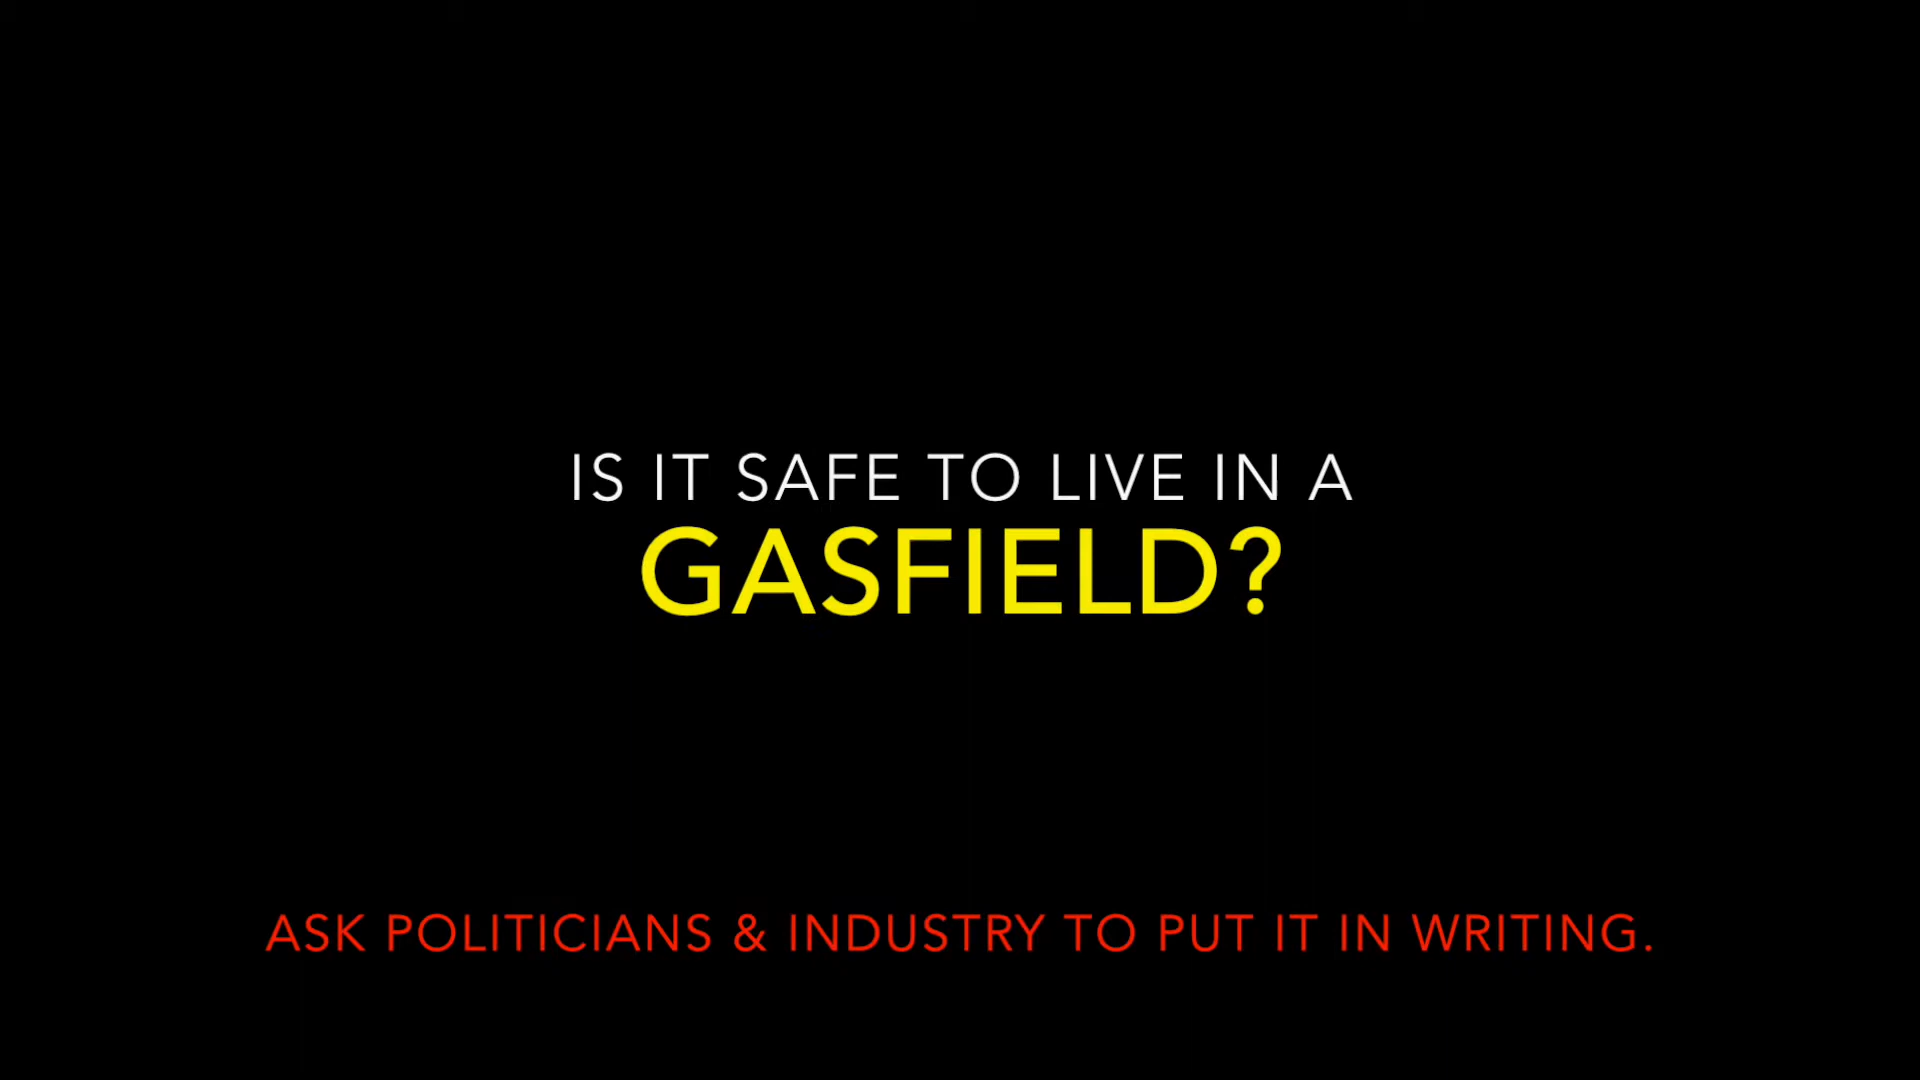 IS IT SAFE TO LIVE IN A
GASFIELD?
ASK POLITICIANS & INDUSTRY TO PUT IT IN WRITING.